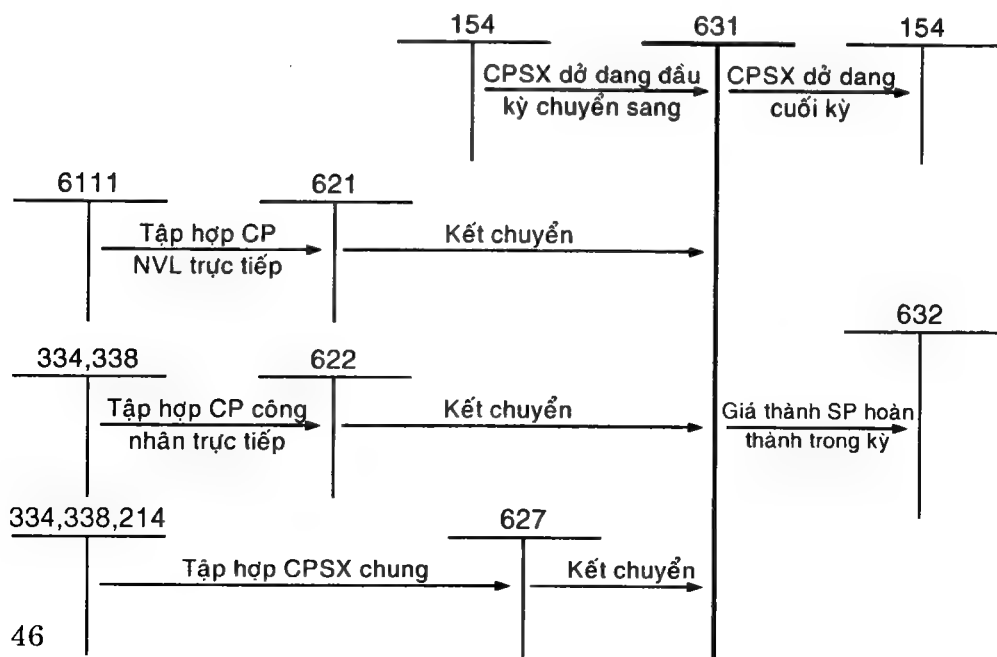 154
631
154
CPSX dở dang đầu
kỳ chuyển sang
CPSX dở dang
cuối kỳ
6111
621
Tập hợp CP
NVL trực tiếp
Kết chuyển
632
334,338
622
Tập hợp CP công
nhân trực tiếp
Kết chuyển
Giá thành SP hoàn
thành trong kỳ
334,338,214
627
Tập hợp CPSX chung
Kết chuyển
46